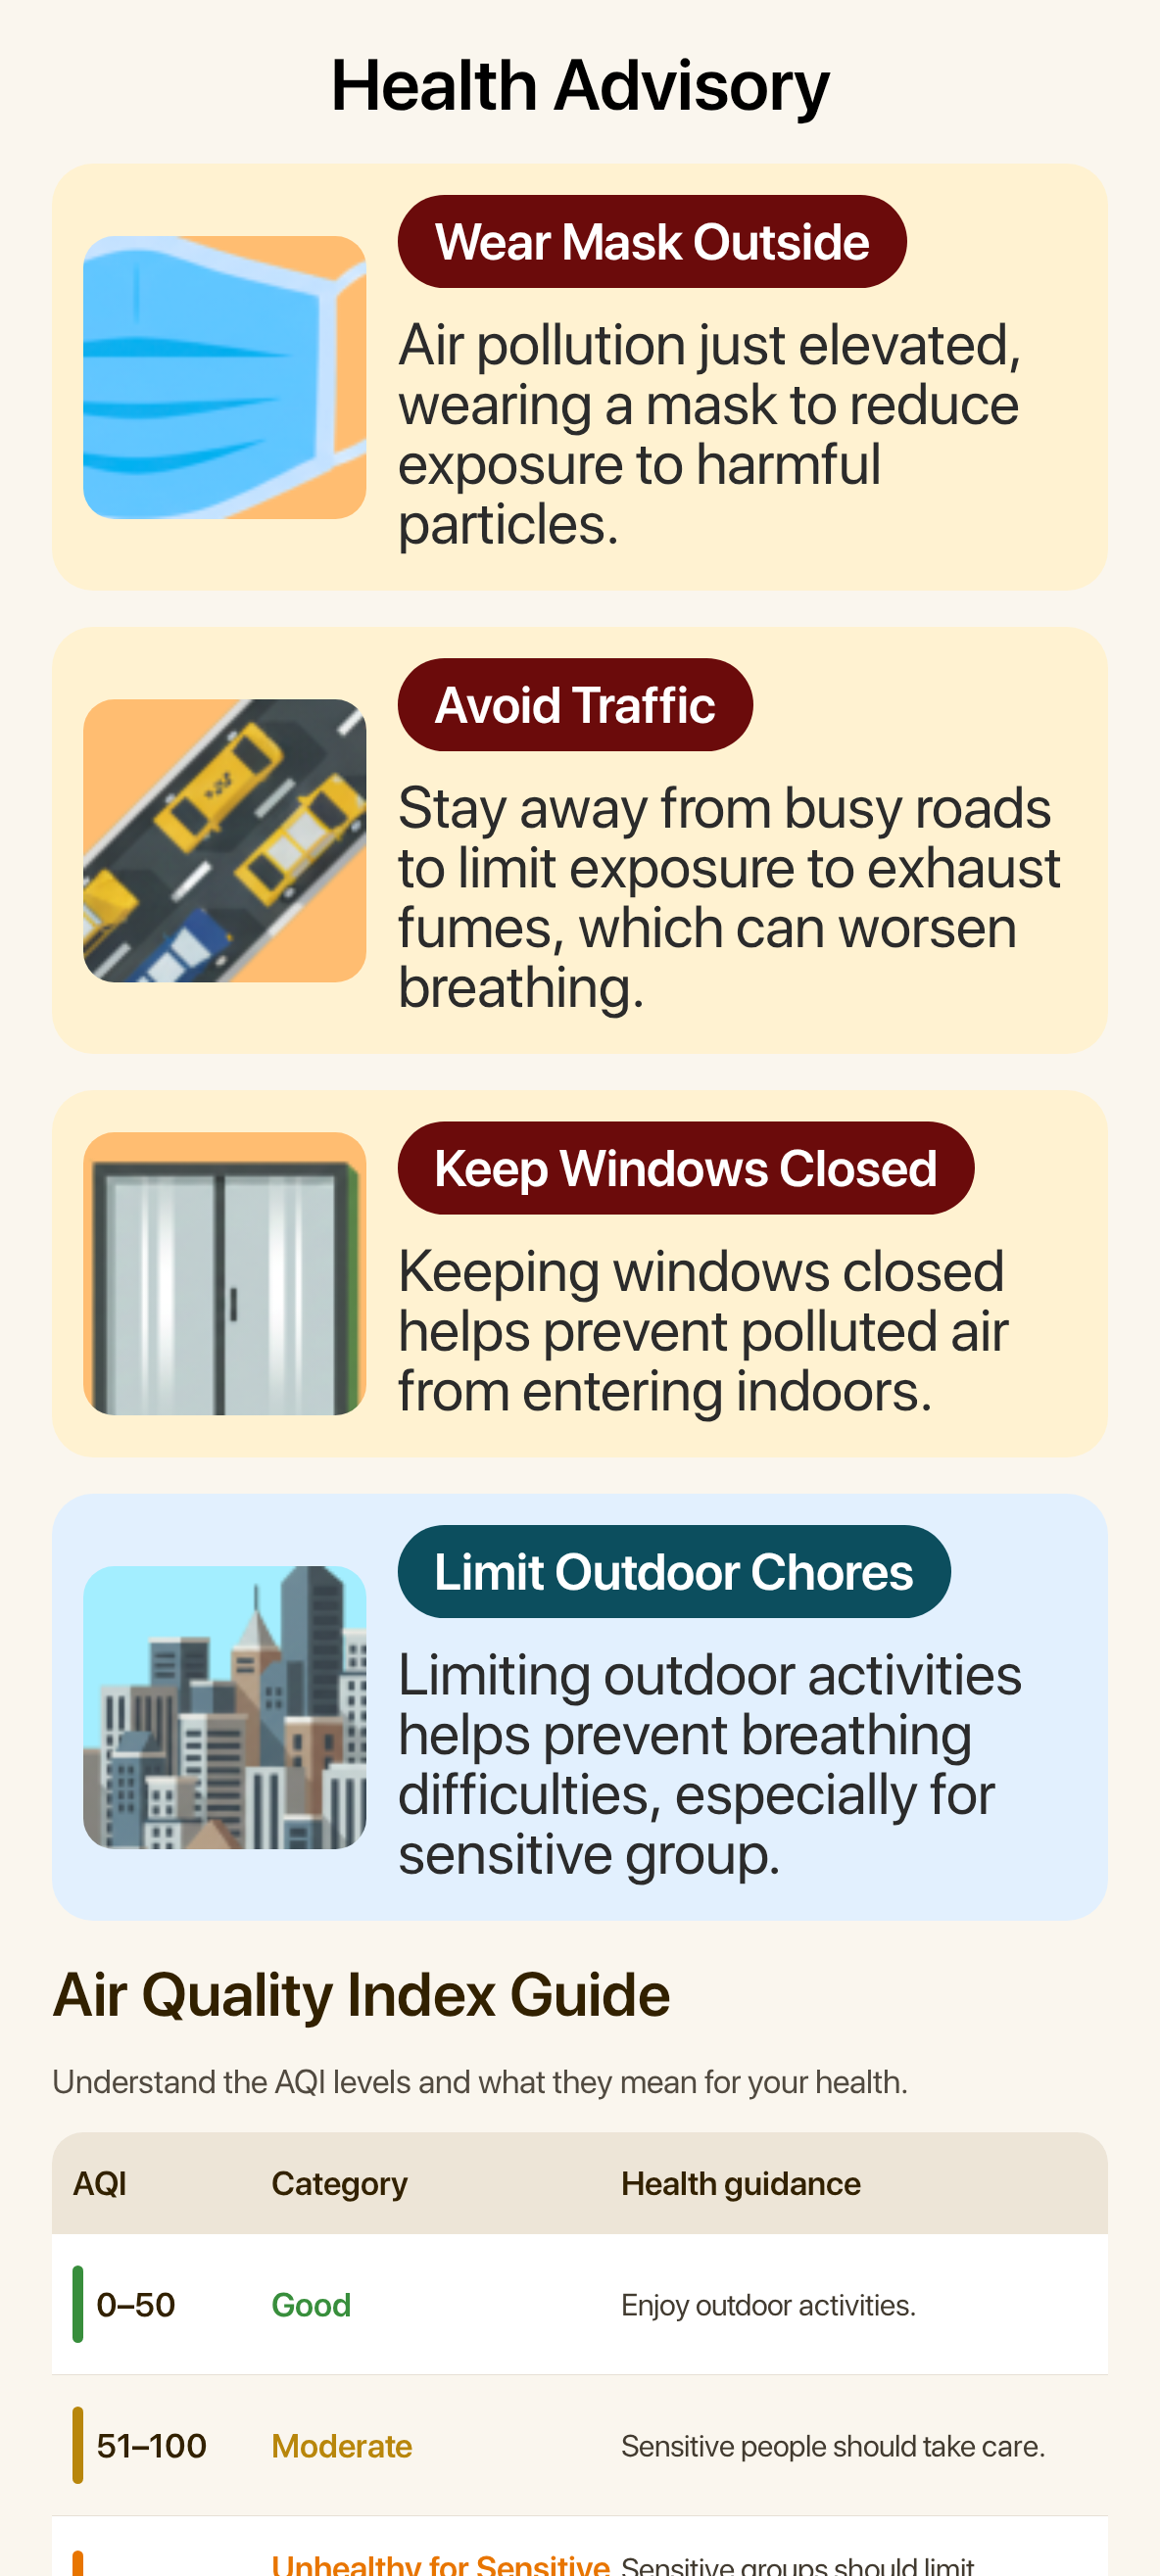 Health Advisory
Wear Mask Outside
Air pollution just elevated,
wearing a mask to reduce
exposure to harmful
particles.
Avoid Traffic
Stay away from busy roads
to limit exposure to exhaust
fumes, which can worsen
breathing.
Keep Windows Closed
Keeping windows closed
helps prevent polluted air
from entering indoors.
Limit Outdoor Chores
Limiting outdoor activities
helps prevent breathing
difficulties, especially for
sensitive group.
Air Quality Index Guide
Understand the AQI levels and what they mean for your health.
AQI Category Health guidance
0–50 Good Enjoy outdoor activities.
51–100 Moderate Sensitive people should take care.
Unhealthy for Sensitive Sensitive groups should limit